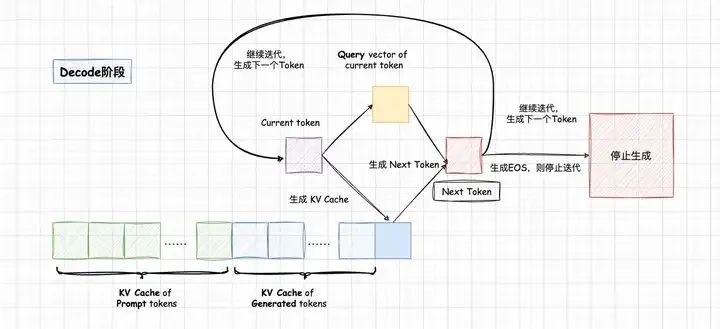 Decode阶段
继续迭代，
生成下一个Token
Query vector of
current token
Current token
继续迭代，
生成下一个Token
生成 Next Token
停止生成
生成EOS，则停止迭代
Next Token
生成 KV Cache
......
......
KV Cache of
Prompt tokens
KV Cache of
Generated tokens